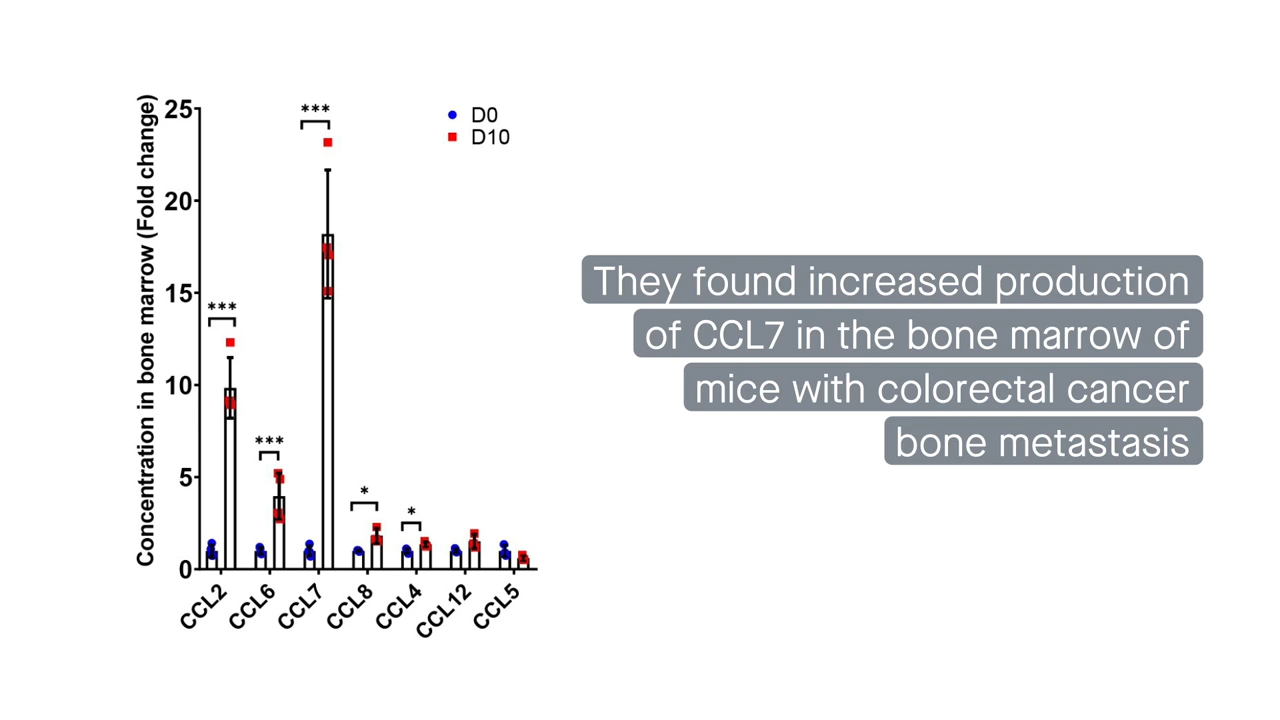 Concentration in bone marrow (Fold change)
25
20
15
10
5
0
***
***
***
*
*
D0
D10
CCL2
CCL6
CCL7
CCL8
CCL4
CCL12
CCL5
They found increased production
of CCL7 in the bone marrow of
mice with colorectal cancer
bone metastasis